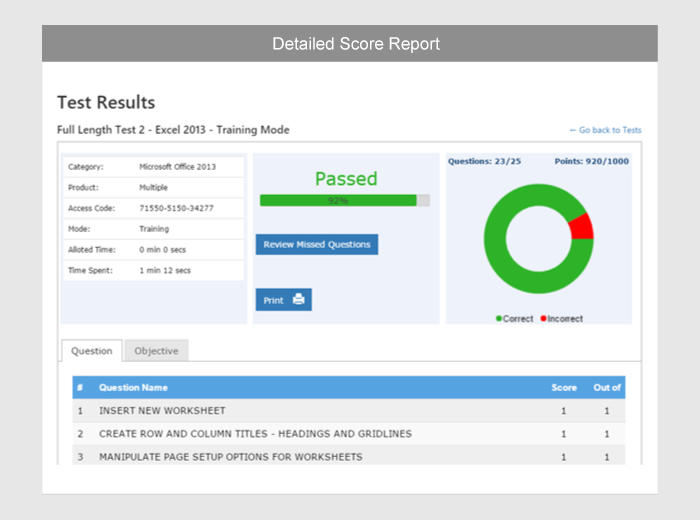 Detailed Score Report
Test Results
Full Length Test 2 - Excel 2013 - Training Mode
← Go back to Tests
Category: Microsoft Office 2013
Product: Multiple
Access Code: 71550-5150-34277
Mode: Training
Alloted Time: 0 min 0 secs
Time Spent: 1 min 12 secs
Passed
92%
Review Missed Questions
Print
Questions: 23/25 Points: 920/1000
Correct Incorrect
Question Objective
# Question Name Score Out of
1 INSERT NEW WORKSHEET 1 1
2 CREATE ROW AND COLUMN TITLES - HEADINGS AND GRIDLINES 1 1
3 MANIPULATE PAGE SETUP OPTIONS FOR WORKSHEETS 1 1